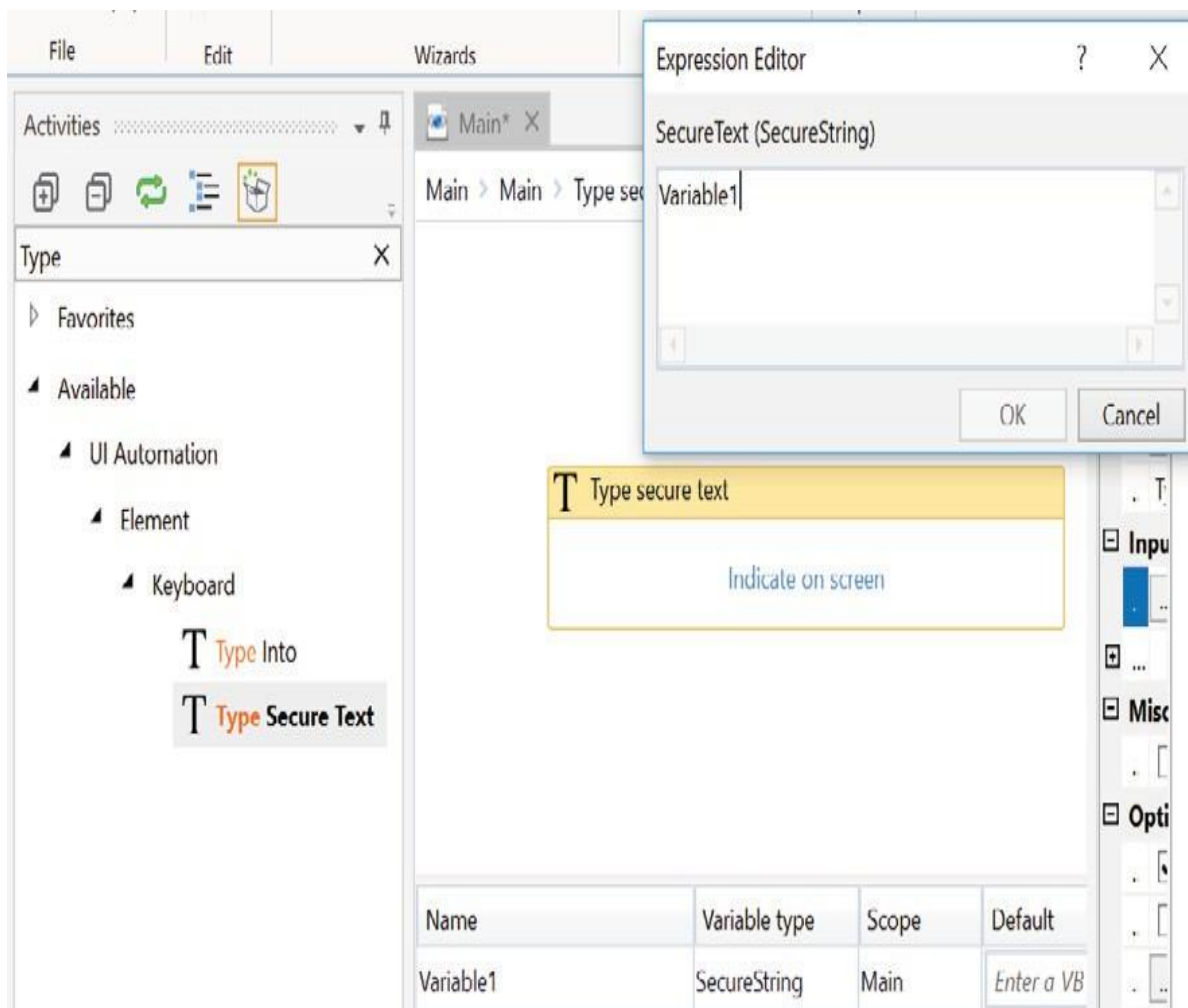 File
Edit
Wizards
Expression Editor
?
SecureText (SecureString)
Variable1
OK
Cancel
Activities
Type
Favorites
Available
UI Automation
Element
Keyboard
T Type Into
T Type Secure Text
Main*
Main > Main > Type sec
T Type secure text
Indicate on screen
Inpu
...
Misc
Opti
Name Variable type Scope Default
Variable1 SecureString Main Enter a VB